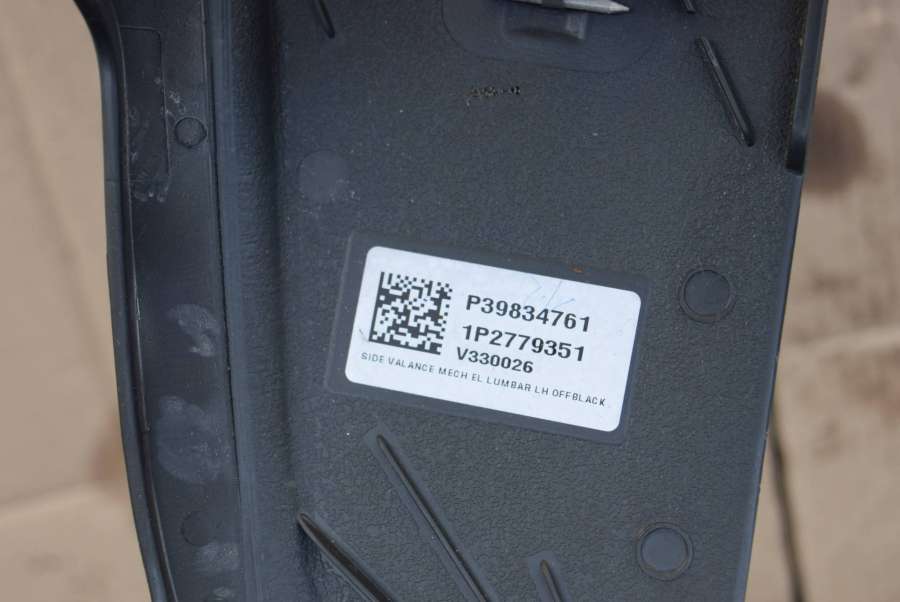 P39834761
1P2779351
V330026
SIDE VALANCE MECH EL LUMBAR LH OFFBLACK